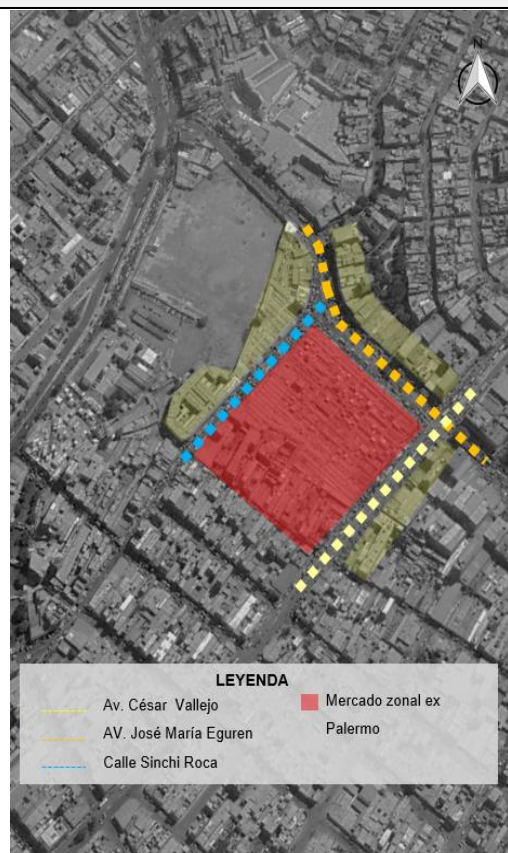 N
LEYENDA
Av. César Vallejo
AV. José María Eguren
Calle Sinchi Roca
Mercado zonal ex
Palermo